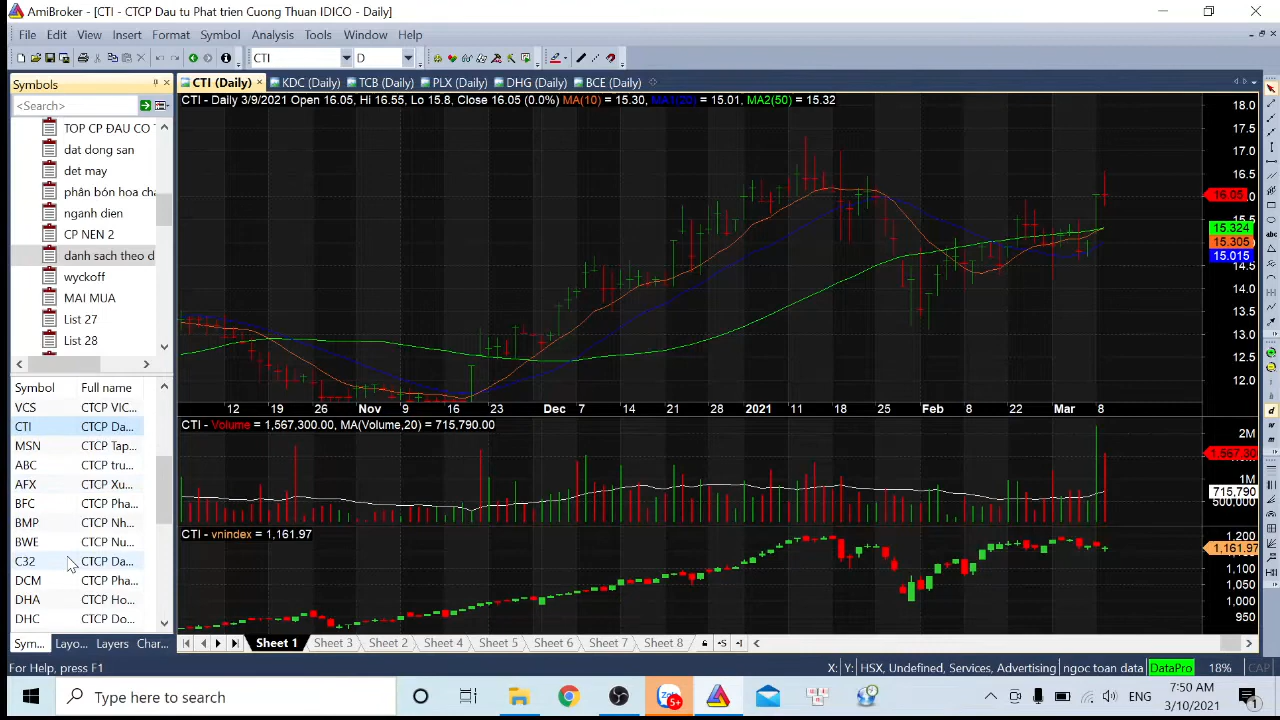 AmiBroker - [CTI - CTCP Dau tu Phat trien Cuong Thuan IDICO - Daily]
File Edit View Insert Format Symbol Analysis Tools Window Help
CTI D
Symbols
CTI (Daily) KDC (Daily) TCB (Daily) PLX (Daily) DHG (Daily) BCE (Daily)
<Search>
CTI - Daily 3/9/2021 Open 16.05, Hi 16.55, Lo 15.8, Close 16.05 (0.0%) MA(10) = 15.30, MA1(20) = 15.01, MA2(50) = 15.32
TOP CP ĐAU CO
dat dong san
det may
phân bón hoa cha
nganh dien
CP NEN 2
danh sach theo d
wyckoff
MAI MUA
List 27
List 28
18.0
17.5
17.0
16.5
16.05
15.5
15.324
15.305
15.015
14.5
14.0
13.5
13.0
12.5
12.0
12 19 26 Nov 9 16 23 Dec 7 14 21 28 2021 11 18 25 Feb 8 22 Mar 8
Symbol Full name
VCS CTCP VIC...
CTI CTCP Da...
MSN CTCP Tap...
ABC CTCP tru...
AFX CTCP Xu...
BFC CTCP Pha...
BMP CTCP Nh...
BWE CTCP Nu...
C32 CTCP Da...
DCM CTCP Pha...
DHA CTCP Ho...
DHC CTCP Do...
CTI - Volume = 1,567,300.00, MA(Volume,20) = 715.790.00
2M
1,567,30
1M
715,790
500,000
CTI - vnindex = 1,161.97
1,200
1,161.97
1,100
1,050
1,000
950
Sym... Layo... Layers Char...
Sheet 1 Sheet 3 Sheet 2 Sheet 4 Sheet 5 Sheet 6 Sheet 7 Sheet 8
For Help, press F1
X: Y: HSX, Undefined, Services, Advertising ngoc toan data DataPro 18% CAP
Type here to search
Zalo 5+
ENG
7:50 AM
3/10/2021
1